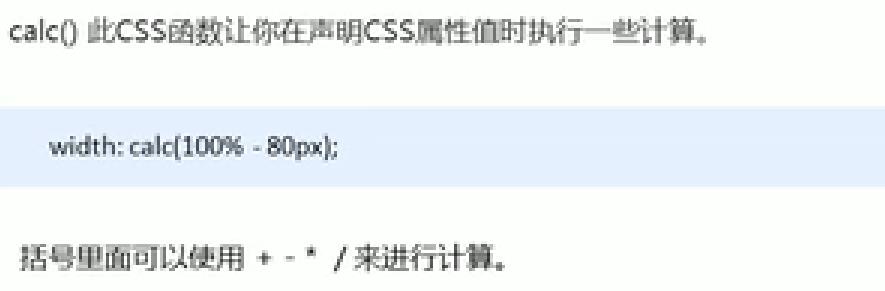 calc() 此CSS函数让你在声明CSS属性值时执行一些计算。
width: calc(100% - 80px);
括号里面可以使用 + - * / 来进行计算。